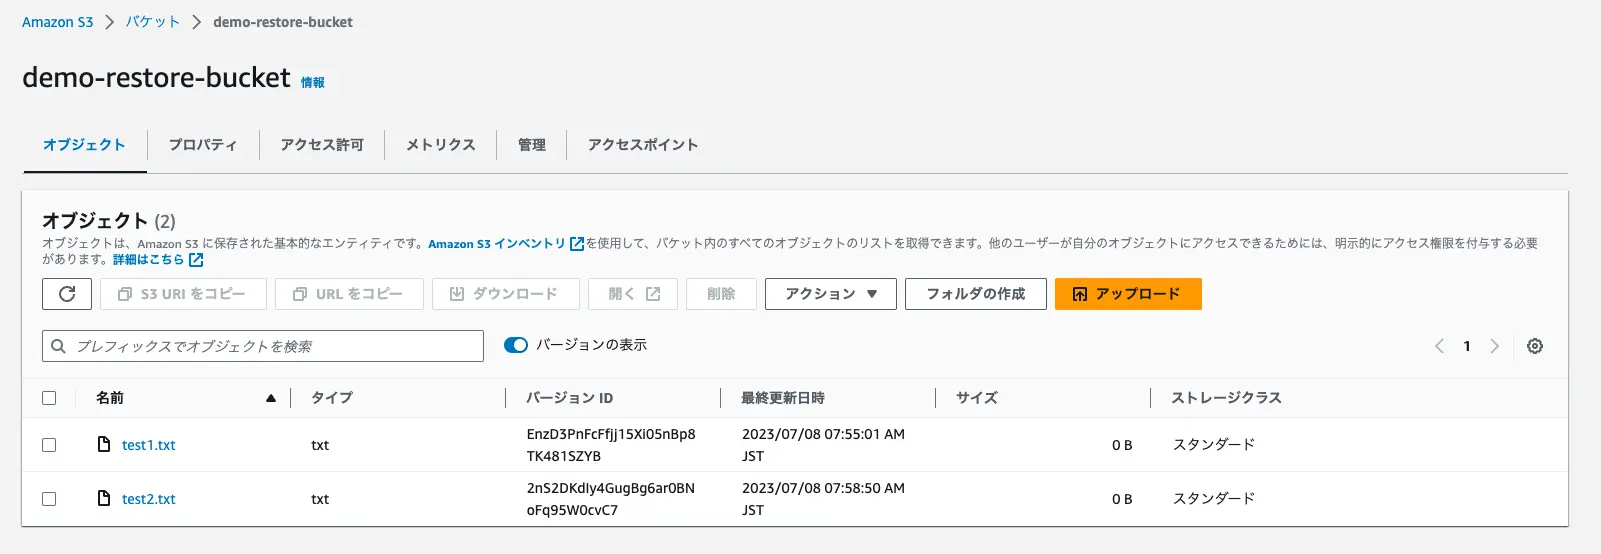 Amazon S3 > バケット > demo-restore-bucket
demo-restore-bucket 情報
オブジェクト プロパティ アクセス許可 メトリクス 管理 アクセスポイント
オブジェクト (2)
オブジェクトは、Amazon S3 に保存された基本的なエンティティです。Amazon S3 インベントリ を使用して、バケット内のすべてのオブジェクトのリストを取得できます。他のユーザーが自分のオブジェクトにアクセスできるためには、明示的にアクセス権限を付与する必要
があります。詳細はこちら
S3 URI をコピー URL をコピー ダウンロード 開く 削除 アクション フォルダの作成 アップロード
プレフィックスでオブジェクトを検索 バージョンの表示 1
名前 タイプ バージョン ID 最終更新日時 サイズ ストレージクラス
test1.txt txt EnzD3PnFcFfjj15Xi05nBp8 2023/07/08 07:55:01 AM 0 B スタンダード
TK481SZYB JST
test2.txt txt 2nS2DKdIy4GugBg6ar0BN 2023/07/08 07:58:50 AM 0 B スタンダード
oFq95W0cvC7 JST